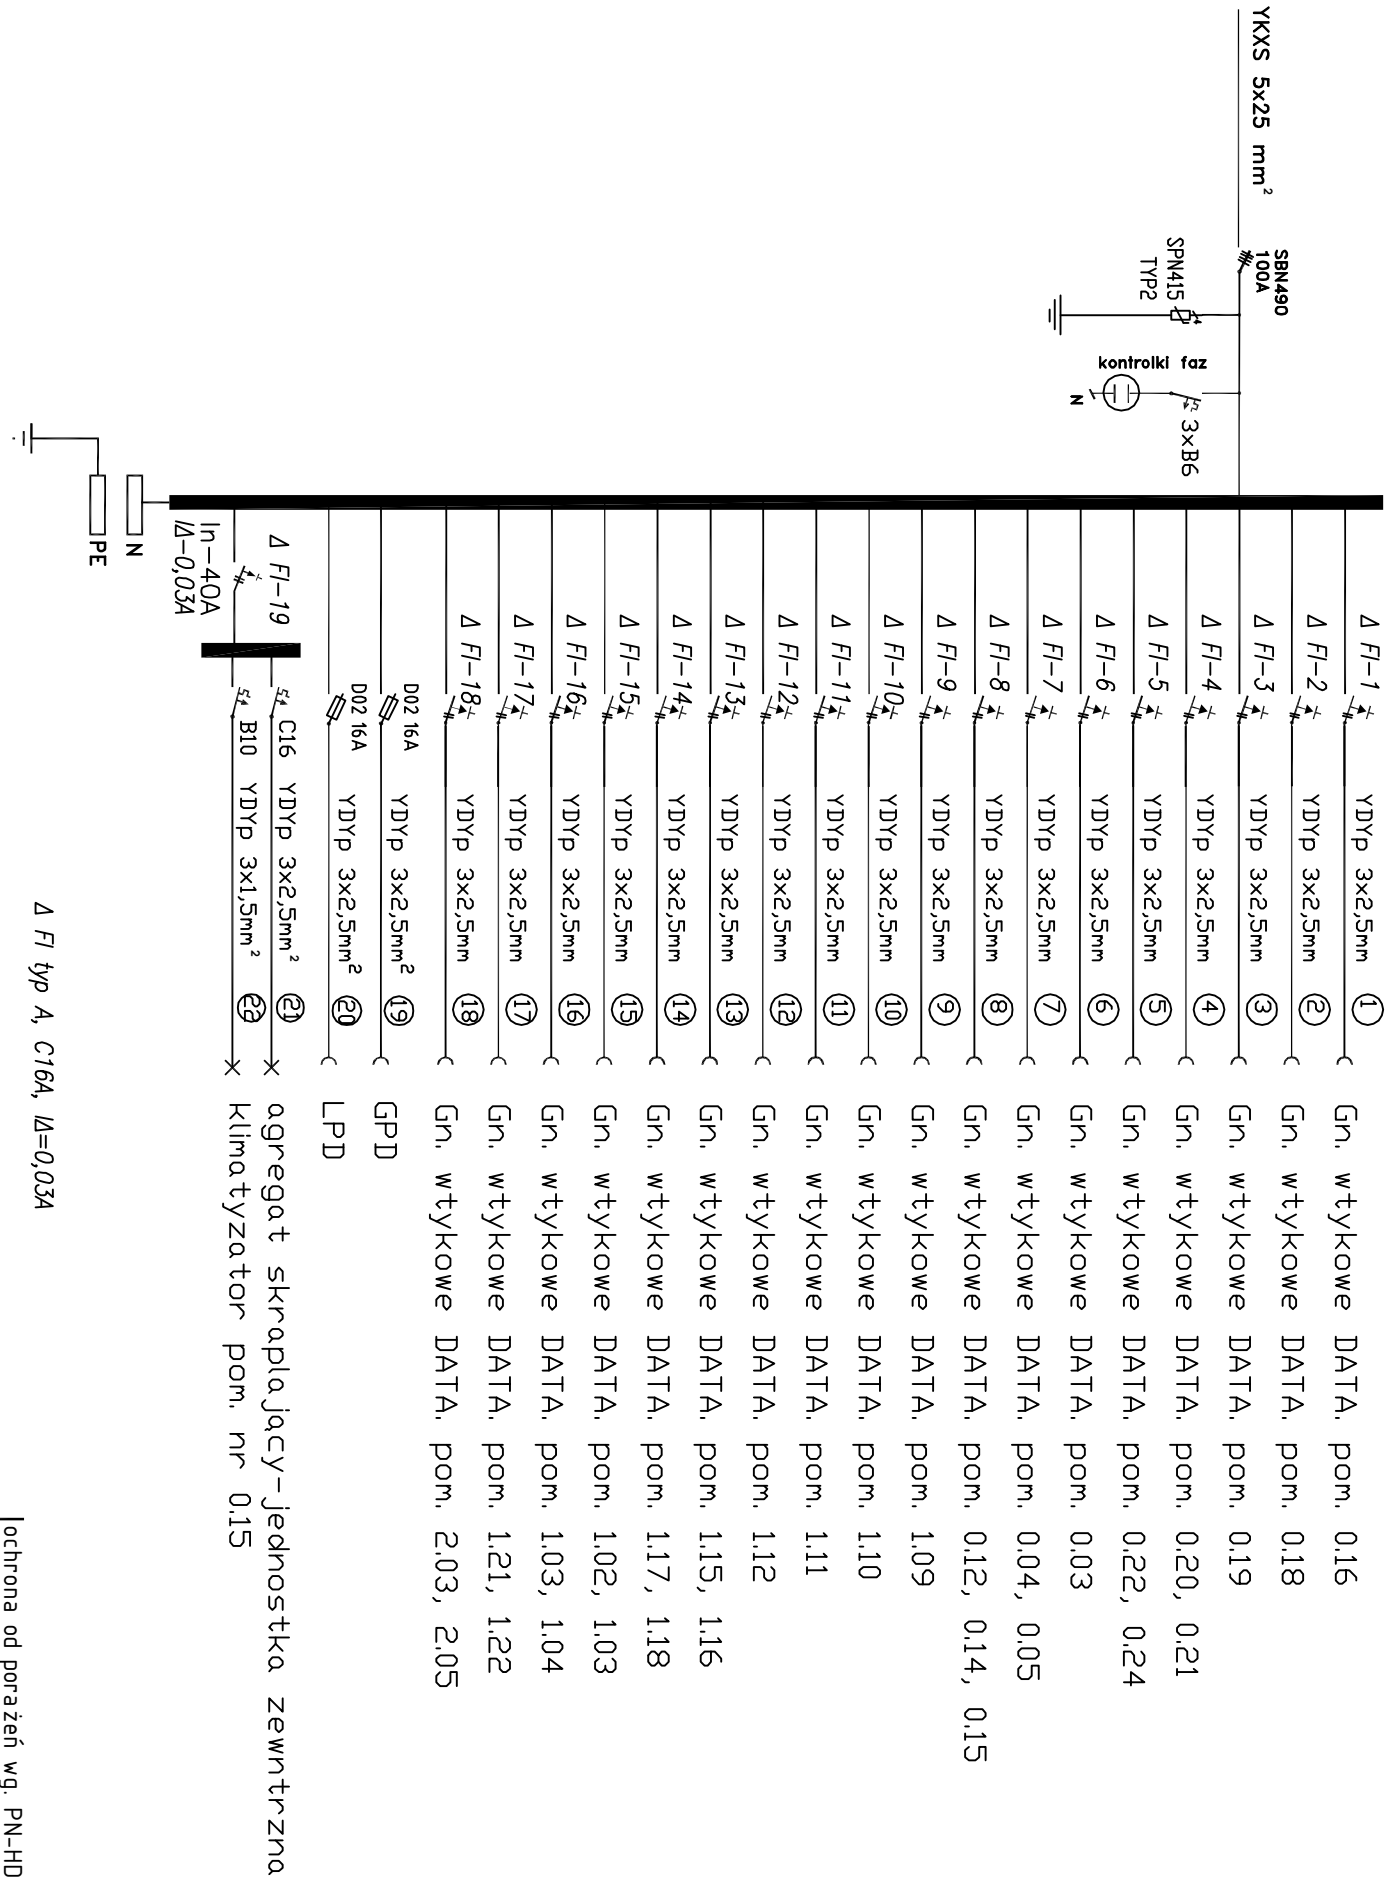 YKXS 5x25 mm²
SBN490
100A
SPN415
TYP2
kontrolki faz
N
3xB6
N
PE
Δ FI-1 YDYp 3x2,5mm 1 Gn. wtykowe DATA. pom. 0.16
Δ FI-2 YDYp 3x2,5mm 2 Gn. wtykowe DATA. pom. 0.18
Δ FI-3 YDYp 3x2,5mm 3 Gn. wtykowe DATA. pom. 0.19
Δ FI-4 YDYp 3x2,5mm 4 Gn. wtykowe DATA. pom. 0.20, 0.21
Δ FI-5 YDYp 3x2,5mm 5 Gn. wtykowe DATA. pom. 0.22, 0.24
Δ FI-6 YDYp 3x2,5mm 6 Gn. wtykowe DATA. pom. 0.03
Δ FI-7 YDYp 3x2,5mm 7 Gn. wtykowe DATA. pom. 0.04, 0.05
Δ FI-8 YDYp 3x2,5mm 8 Gn. wtykowe DATA. pom. 0.12, 0.14, 0.15
Δ FI-9 YDYp 3x2,5mm 9 Gn. wtykowe DATA. pom. 1.09
Δ FI-10 YDYp 3x2,5mm 10 Gn. wtykowe DATA. pom. 1.10
Δ FI-11 YDYp 3x2,5mm 11 Gn. wtykowe DATA. pom. 1.11
Δ FI-12 YDYp 3x2,5mm 12 Gn. wtykowe DATA. pom. 1.12
Δ FI-13 YDYp 3x2,5mm 13 Gn. wtykowe DATA. pom. 1.15, 1.16
Δ FI-14 YDYp 3x2,5mm 14 Gn. wtykowe DATA. pom. 1.17, 1.18
Δ FI-15 YDYp 3x2,5mm 15 Gn. wtykowe DATA. pom. 1.02, 1.03
Δ FI-16 YDYp 3x2,5mm 16 Gn. wtykowe DATA. pom. 1.03, 1.04
Δ FI-17 YDYp 3x2,5mm 17 Gn. wtykowe DATA. pom. 1.21, 1.22
Δ FI-18 YDYp 3x2,5mm 18 Gn. wtykowe DATA. pom. 2.03, 2.05
D02 16A YDYp 3x2,5mm² 19 GPD
D02 16A YDYp 3x2,5mm² 20 LPD
Δ FI-19
In-40A
IΔ-0,03A
C16 YDYp 3x2,5mm² 21 agregat skraplający-jednostka zewntrzna
B10 YDYp 3x1,5mm² 22 klimatyzator pom. nr 0.15
Δ FI typ A, C16A, IΔ=0,03A
ochrona od porażeń wg. PN-HD